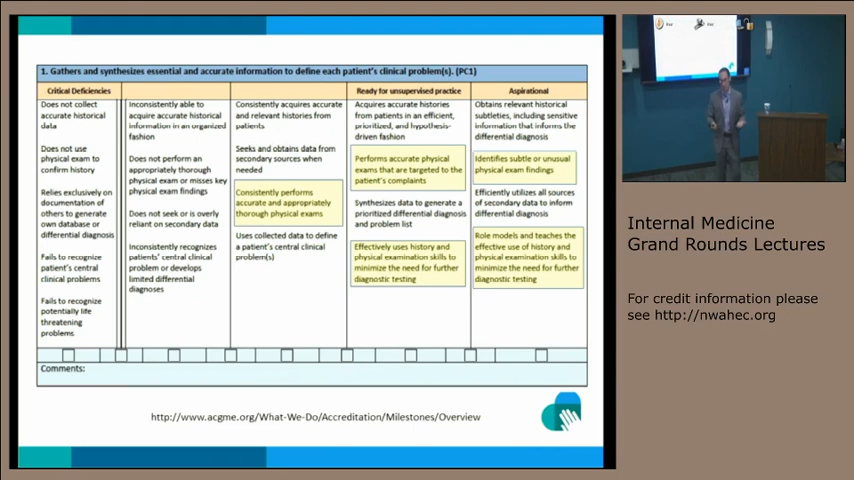 1. Gathers and synthesizes essential and accurate information to define each patient's clinical problem(s). (PC1)
Critical Deficiencies
Ready for unsupervised practice
Aspirational
Does not collect
accurate historical
data
Does not use
physical exam to
confirm history
Relies exclusively on
documentation of
others to generate
own database or
differential diagnosis
Fails to recognize
patient's central
clinical problems
Fails to recognize
potentially life
threatening
problems
Inconsistently able to
acquire accurate historical
information in an organized
fashion
Does not perform an
appropriately thorough
physical exam or misses key
physical exam findings
Does not seek or is overly
reliant on secondary data
Inconsistently recognizes
patients' central clinical
problem or develops
limited differential
diagnoses
Consistently acquires accurate
and relevant histories from
patients
Seeks and obtains data from
secondary sources when
needed
Consistently performs
accurate and appropriately
thorough physical exams
Uses collected data to define
a patient's central clinical
problem(s)
Acquires accurate histories
from patients in an efficient,
prioritized, and hypothesis-
driven fashion
Performs accurate physical
exams that are targeted to the
patient's complaints
Synthesizes data to generate a
prioritized differential diagnosis
and problem list
Effectively uses history and
physical examination skills to
minimize the need for further
diagnostic testing
Obtains relevant historical
subtleties, including sensitive
information that informs the
differential diagnosis
Identifies subtle or unusual
physical exam findings
Efficiently utilizes all sources
of secondary data to inform
differential diagnosis
Role models and teaches the
effective use of history and
physical examination skills to
minimize the need for further
diagnostic testing
Comments:
http://www.acgme.org/What-We-Do/Accreditation/Milestones/Overview
Internal Medicine
Grand Rounds Lectures
For credit information please
see http://nwahec.org